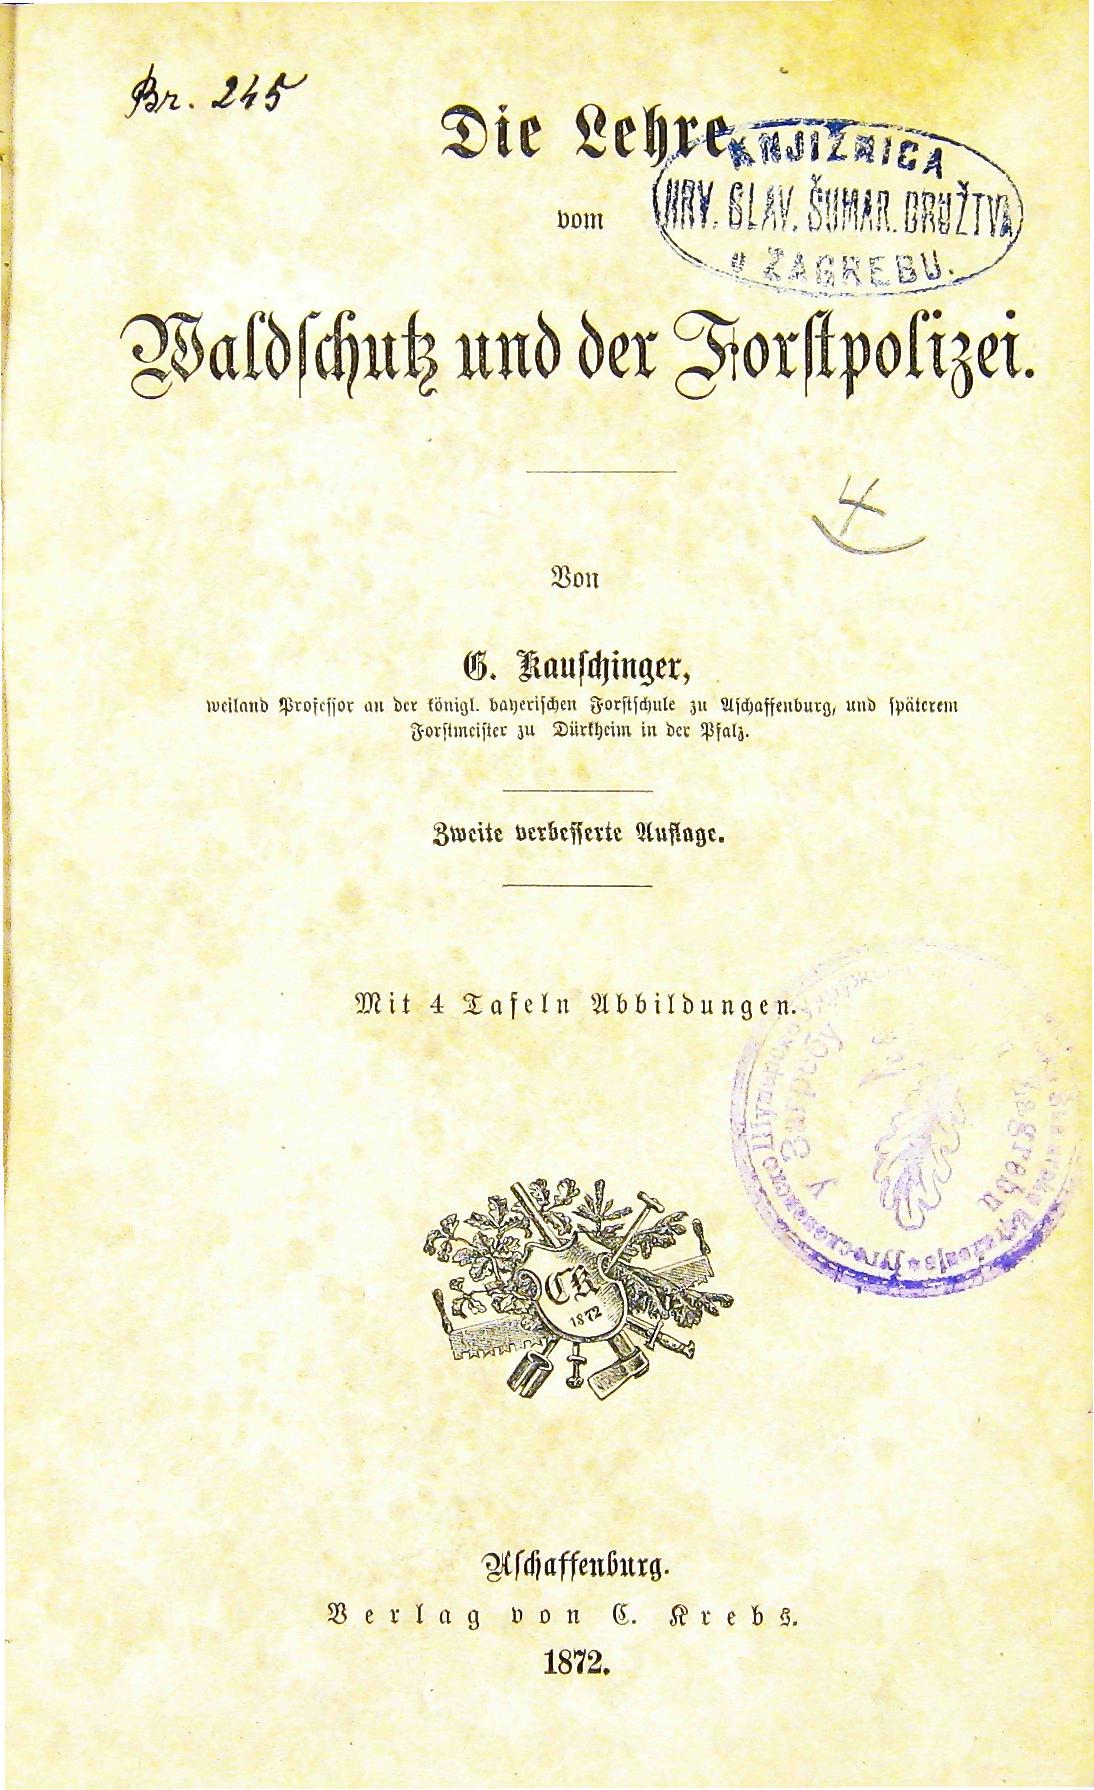 Br. 245
Die Lehre
KNJIŽNICA
HRV. SLAV. ŠUMAR. DRUŽTVA
U ZAGREBU.
vom
Waldschutz und der Forstpolizei.
4
Von
G. Kauschinger,
weiland Professor an der königl. bayerischen Forstschule zu Aschaffenburg, und späterem
Forstmeister zu Dürkheim in der Pfalz.
Zweite verbesserte Auflage.
Mit 4 Tafeln Abbildungen.
у Загребу
Zagrebu
CK
1872
Aschaffenburg.
Verlag von C. Krebs.
1872.